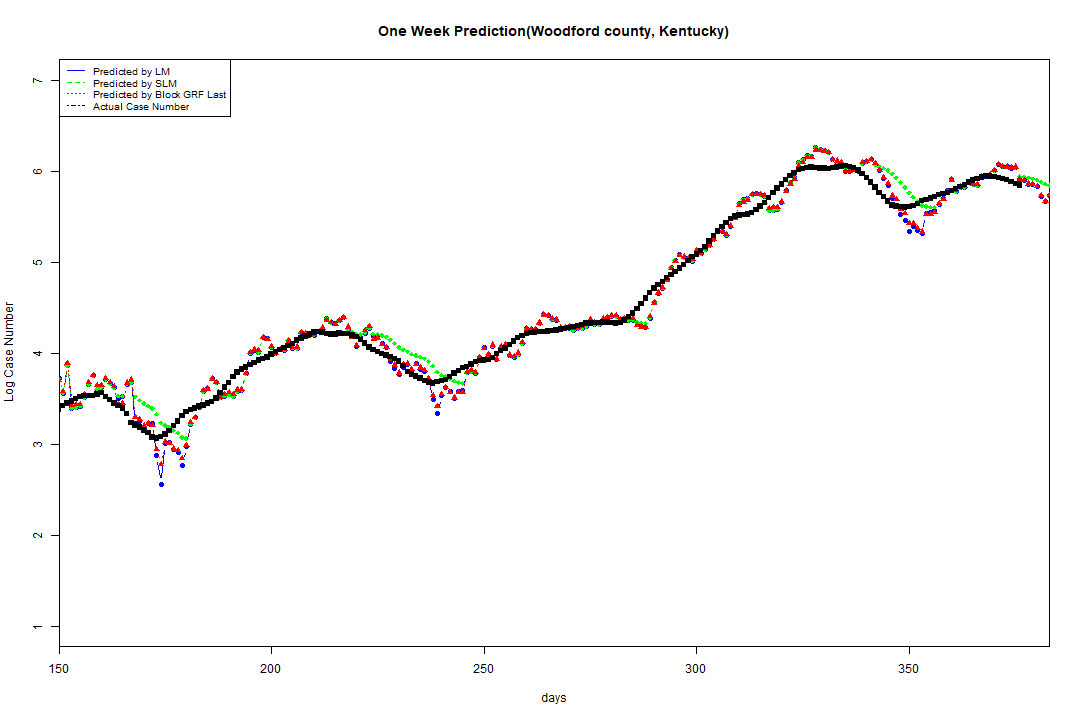 One Week Prediction(Woodford county, Kentucky)
Predicted by LM
Predicted by SLM
Predicted by Block GRF Last
Actual Case Number
7
6
5
4
3
2
1
Log Case Number
150 200 250 300 350
days